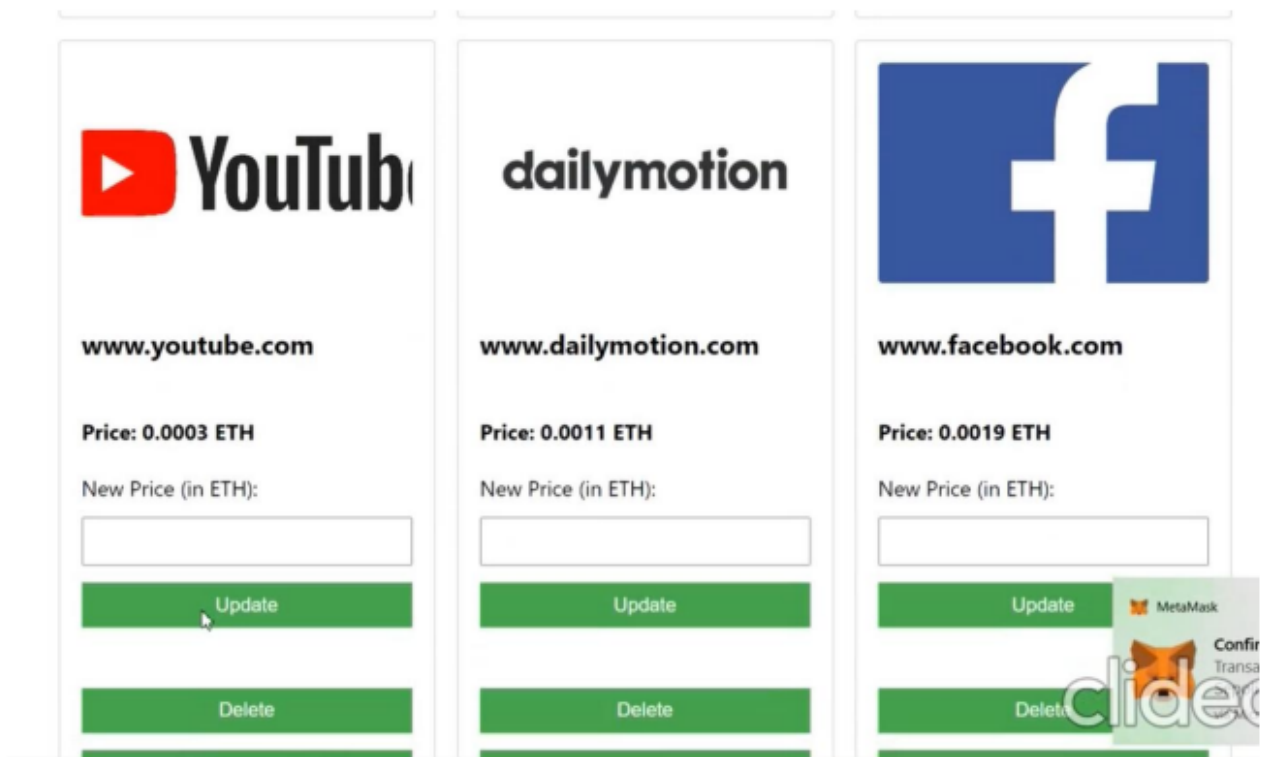 YouTub
dailymotion
f
www.youtube.com
www.dailymotion.com
www.facebook.com
Price: 0.0003 ETH
Price: 0.0011 ETH
Price: 0.0019 ETH
New Price (in ETH):
New Price (in ETH):
New Price (in ETH):
Update
Update
Update
MetaMask
Confir
Transa
Delete
Delete
Delete
clideo